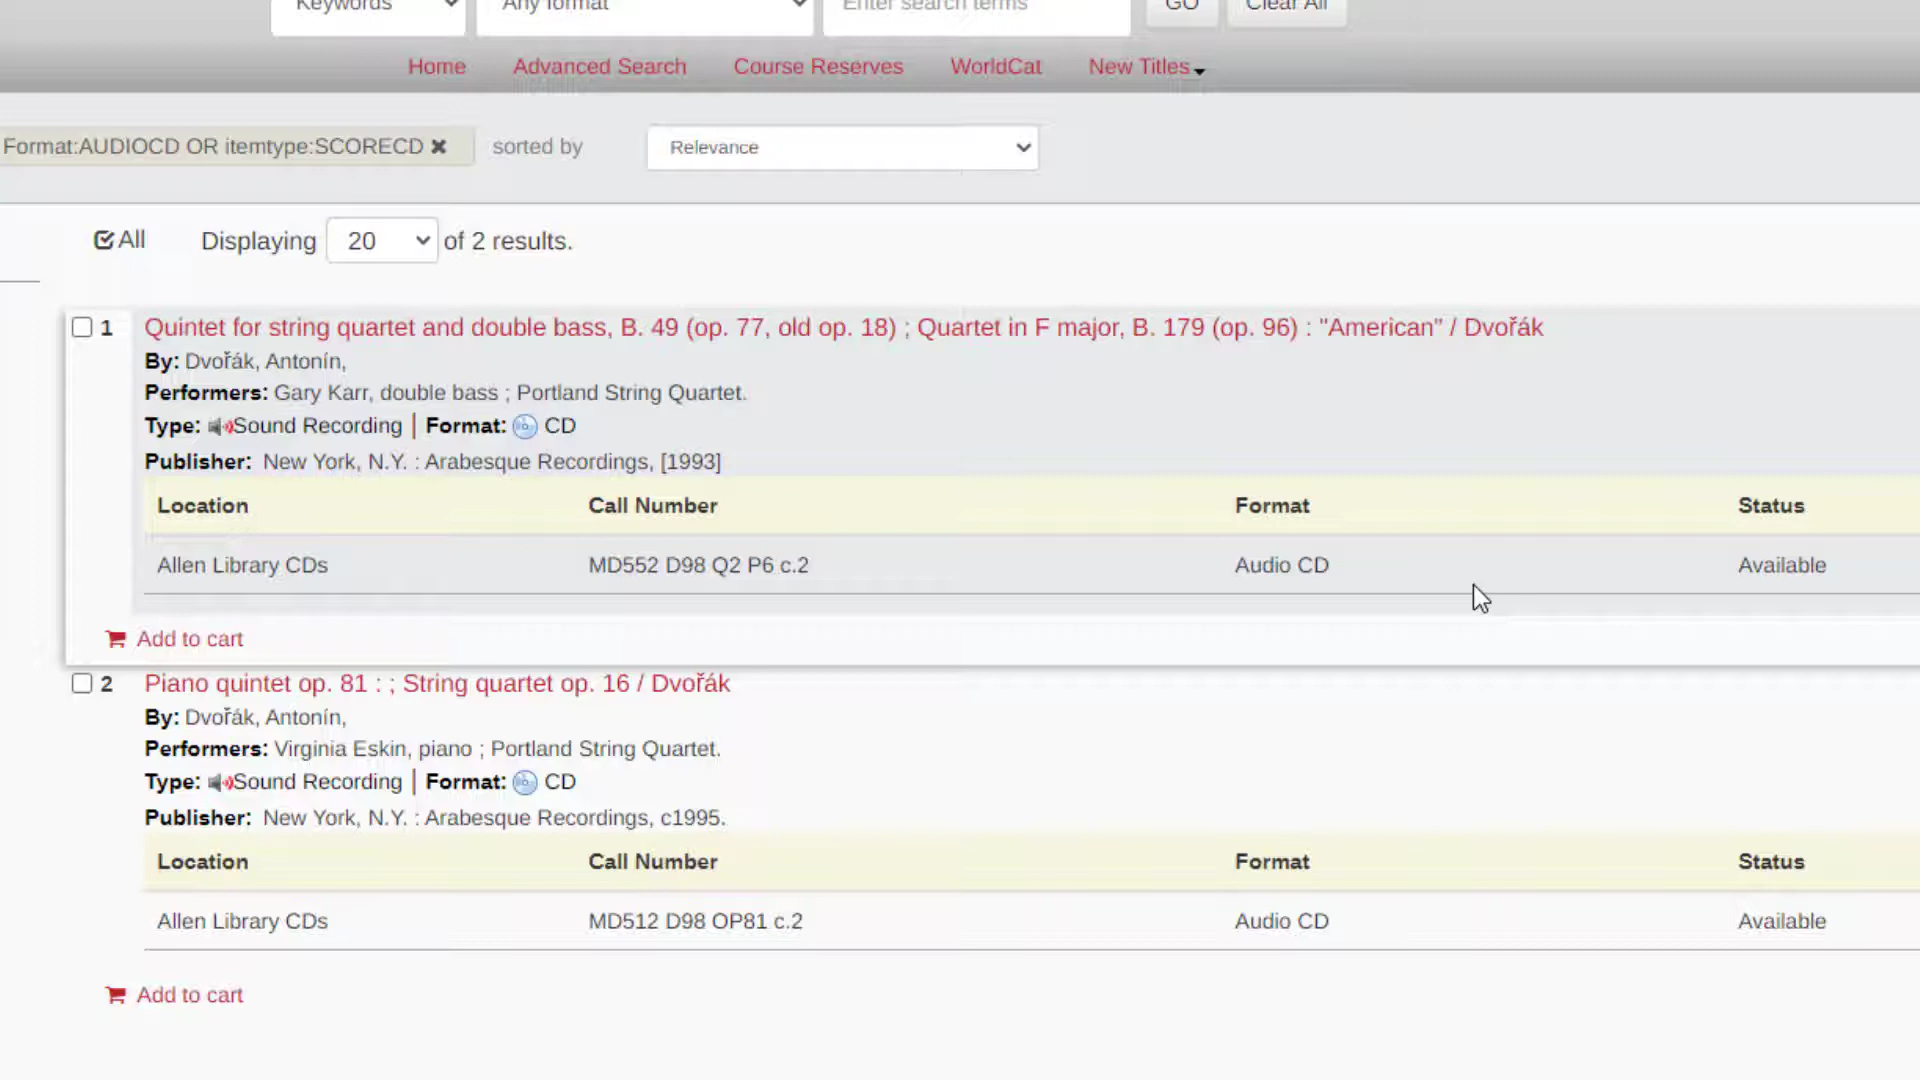 Keywords Any format Enter search terms GO Clear All
Home Advanced Search Course Reserves WorldCat New Titles
Format:AUDIOCD OR itemtype:SCORECD ✖ sorted by Relevance
All Displaying 20 of 2 results.
1 Quintet for string quartet and double bass, B. 49 (op. 77, old op. 18) ; Quartet in F major, B. 179 (op. 96) : "American" / Dvořák
By: Dvořák, Antonín,
Performers: Gary Karr, double bass ; Portland String Quartet.
Type: Sound Recording | Format: CD
Publisher: New York, N.Y. : Arabesque Recordings, [1993]
Location Call Number Format Status
Allen Library CDs MD552 D98 Q2 P6 c.2 Audio CD Available
Add to cart
2 Piano quintet op. 81 : ; String quartet op. 16 / Dvořák
By: Dvořák, Antonín,
Performers: Virginia Eskin, piano ; Portland String Quartet.
Type: Sound Recording | Format: CD
Publisher: New York, N.Y. : Arabesque Recordings, c1995.
Location Call Number Format Status
Allen Library CDs MD512 D98 OP81 c.2 Audio CD Available
Add to cart